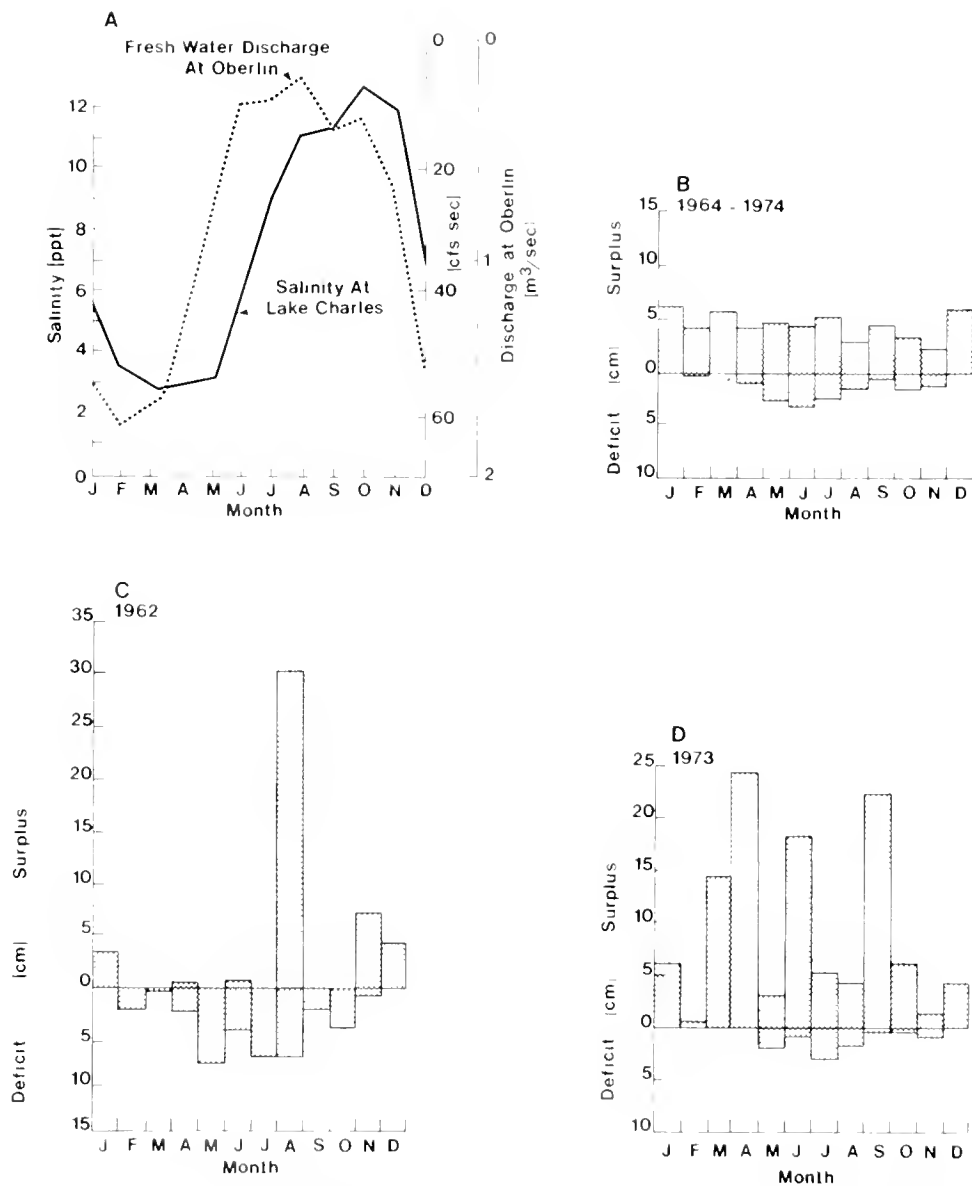 A
Fresh Water Discharge
At Oberlin
12
10
8
6
4
3
2
0
Salinity [ppt]
Salinity At
Lake Charles
J F M A M J J A S O N D
Month
0
20
40
60
[cfs sec]
0
1
2
Discharge at Oberlin
[m³/sec]
B
1964 - 1974
15
10
5
0
5
10
Surplus
[cm]
Deficit
J F M A M J J A S O N D
Month
C
1962
35
30
25
20
15
10
5
0
5
10
15
Surplus
[cm]
Deficit
J F M A M J J A S O N D
Month
D
1973
25
20
15
10
5
0
5
10
Surplus
[cm]
Deficit
J F M A M J J A S O N D
Month